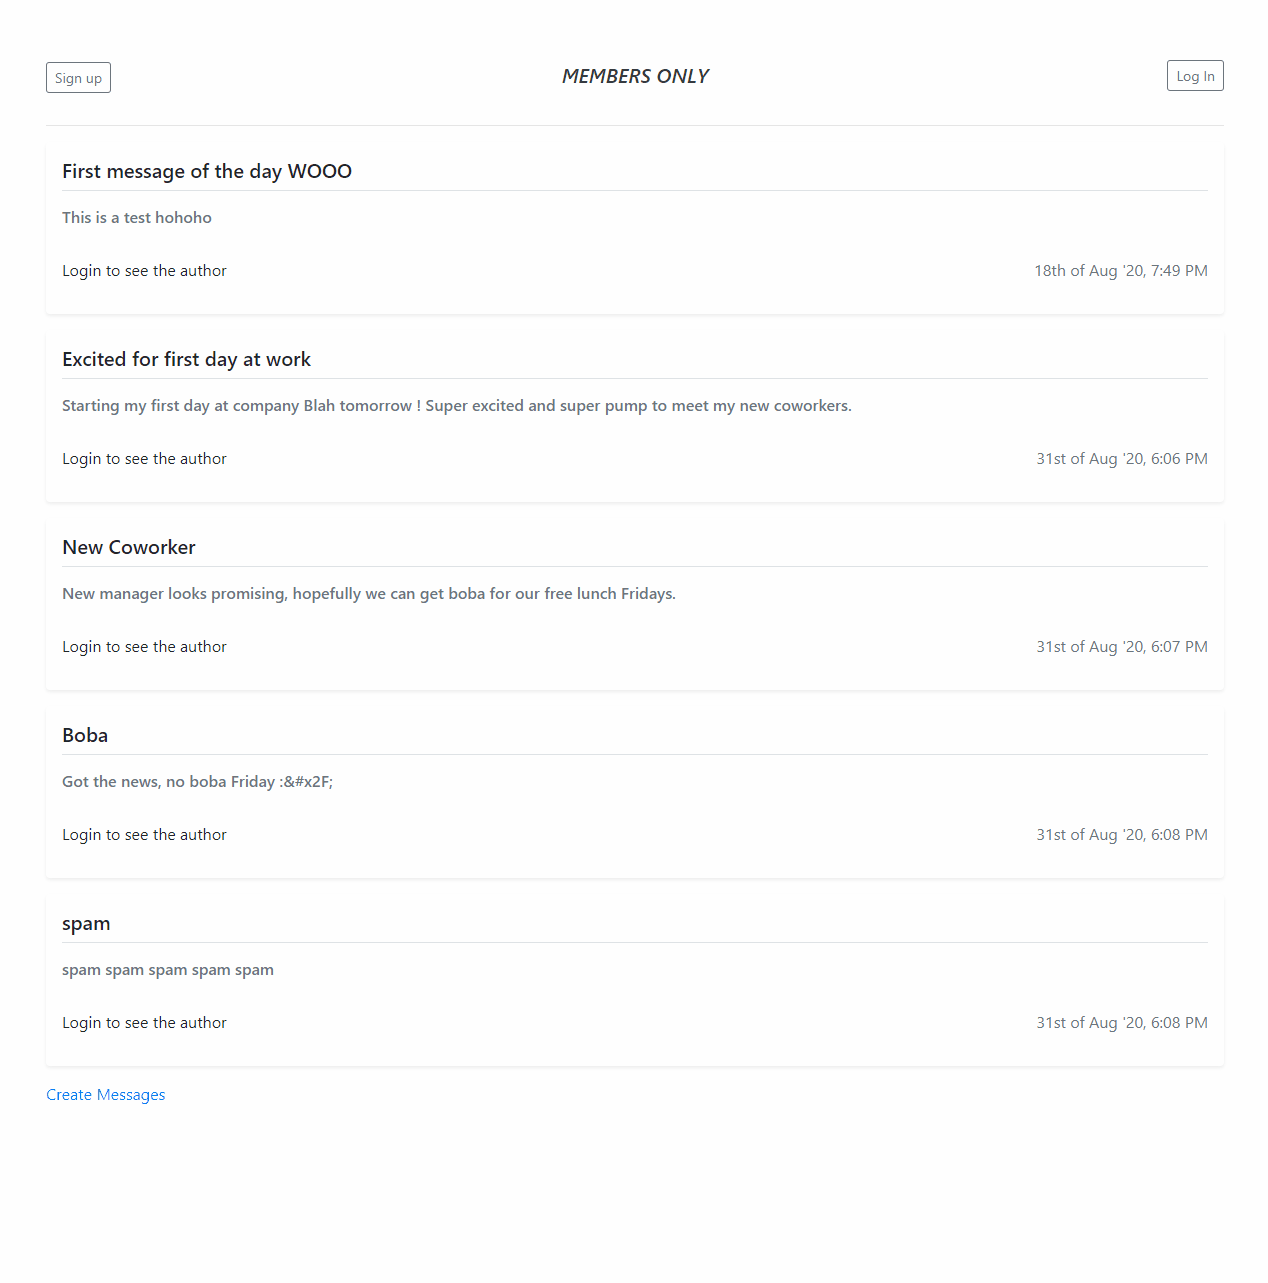 Sign up
MEMBERS ONLY
Log In
First message of the day WOOO
This is a test hohoho
Login to see the author
18th of Aug '20, 7:49 PM
Excited for first day at work
Starting my first day at company Blah tomorrow ! Super excited and super pump to meet my new coworkers.
Login to see the author
31st of Aug '20, 6:06 PM
New Coworker
New manager looks promising, hopefully we can get boba for our free lunch Fridays.
Login to see the author
31st of Aug '20, 6:07 PM
Boba
Got the news, no boba Friday :&#x2F;
Login to see the author
31st of Aug '20, 6:08 PM
spam
spam spam spam spam spam
Login to see the author
31st of Aug '20, 6:08 PM
Create Messages